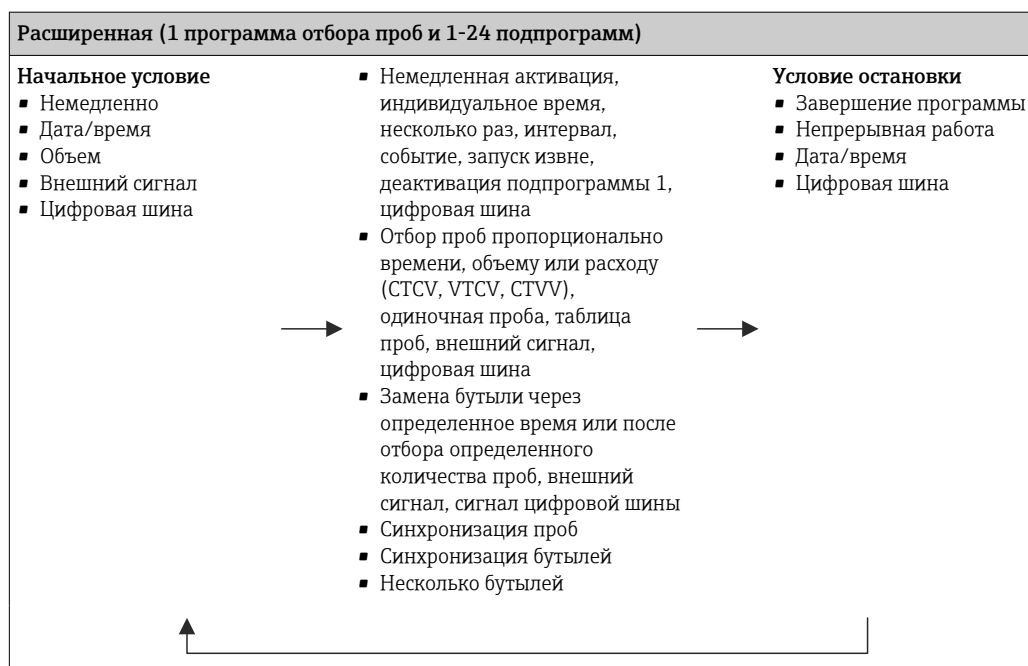 Расширенная (1 программа отбора проб и 1-24 подпрограмм)
Начальное условие
▪ Немедленно
▪ Дата/время
▪ Объем
▪ Внешний сигнал
▪ Цифровая шина
▪ Немедленная активация,
индивидуальное время,
несколько раз, интервал,
событие, запуск извне,
деактивация подпрограммы 1,
цифровая шина
▪ Отбор проб пропорционально
времени, объему или расходу
(CTCV, VTCV, CTVV),
одиночная проба, таблица
проб, внешний сигнал,
цифровая шина
▪ Замена бутыли через
определенное время или после
отбора определенного
количества проб, внешний
сигнал, сигнал цифровой шины
▪ Синхронизация проб
▪ Синхронизация бутылей
▪ Несколько бутылей
Условие остановки
▪ Завершение программы
▪ Непрерывная работа
▪ Дата/время
▪ Цифровая шина